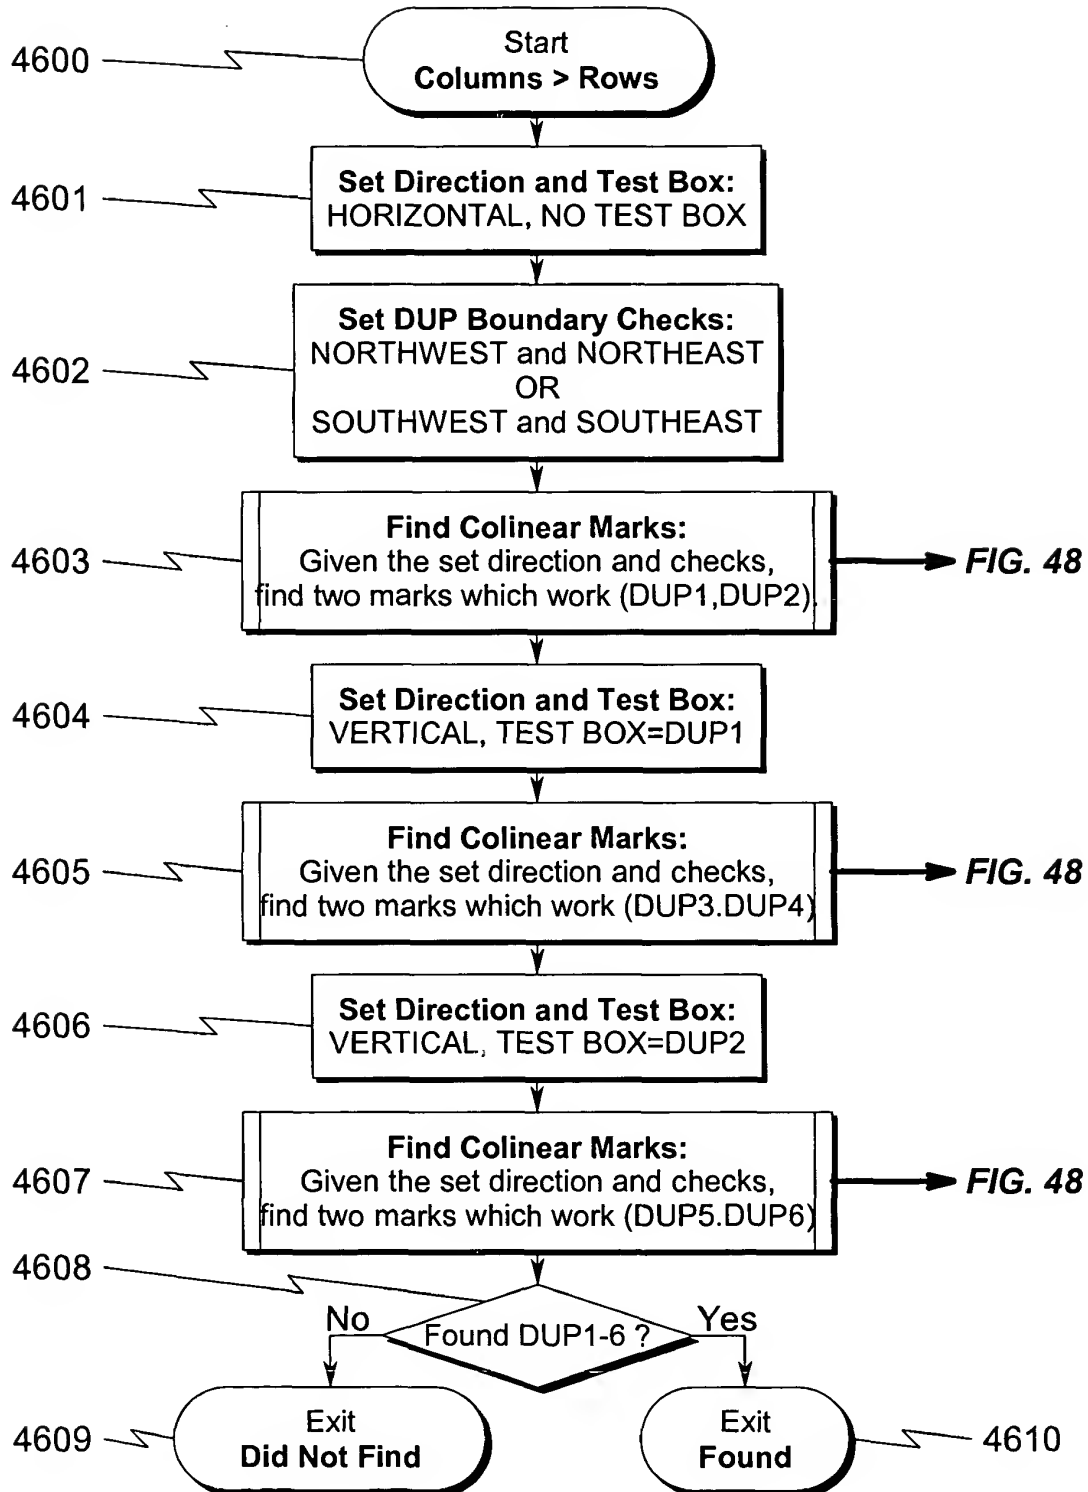 4600
Start
Columns > Rows
4601
Set Direction and Test Box:
HORIZONTAL, NO TEST BOX
4602
Set DUP Boundary Checks:
NORTHWEST and NORTHEAST
OR
SOUTHWEST and SOUTHEAST
4603
Find Colinear Marks:
Given the set direction and checks,
find two marks which work (DUP1,DUP2).
FIG. 48
4604
Set Direction and Test Box:
VERTICAL, TEST BOX=DUP1
4605
Find Colinear Marks:
Given the set direction and checks,
find two marks which work (DUP3.DUP4)
FIG. 48
4606
Set Direction and Test Box:
VERTICAL, TEST BOX=DUP2
4607
Find Colinear Marks:
Given the set direction and checks,
find two marks which work (DUP5.DUP6)
FIG. 48
4608
No
Found DUP1-6 ?
Yes
4609
Exit
Did Not Find
Exit
Found
4610